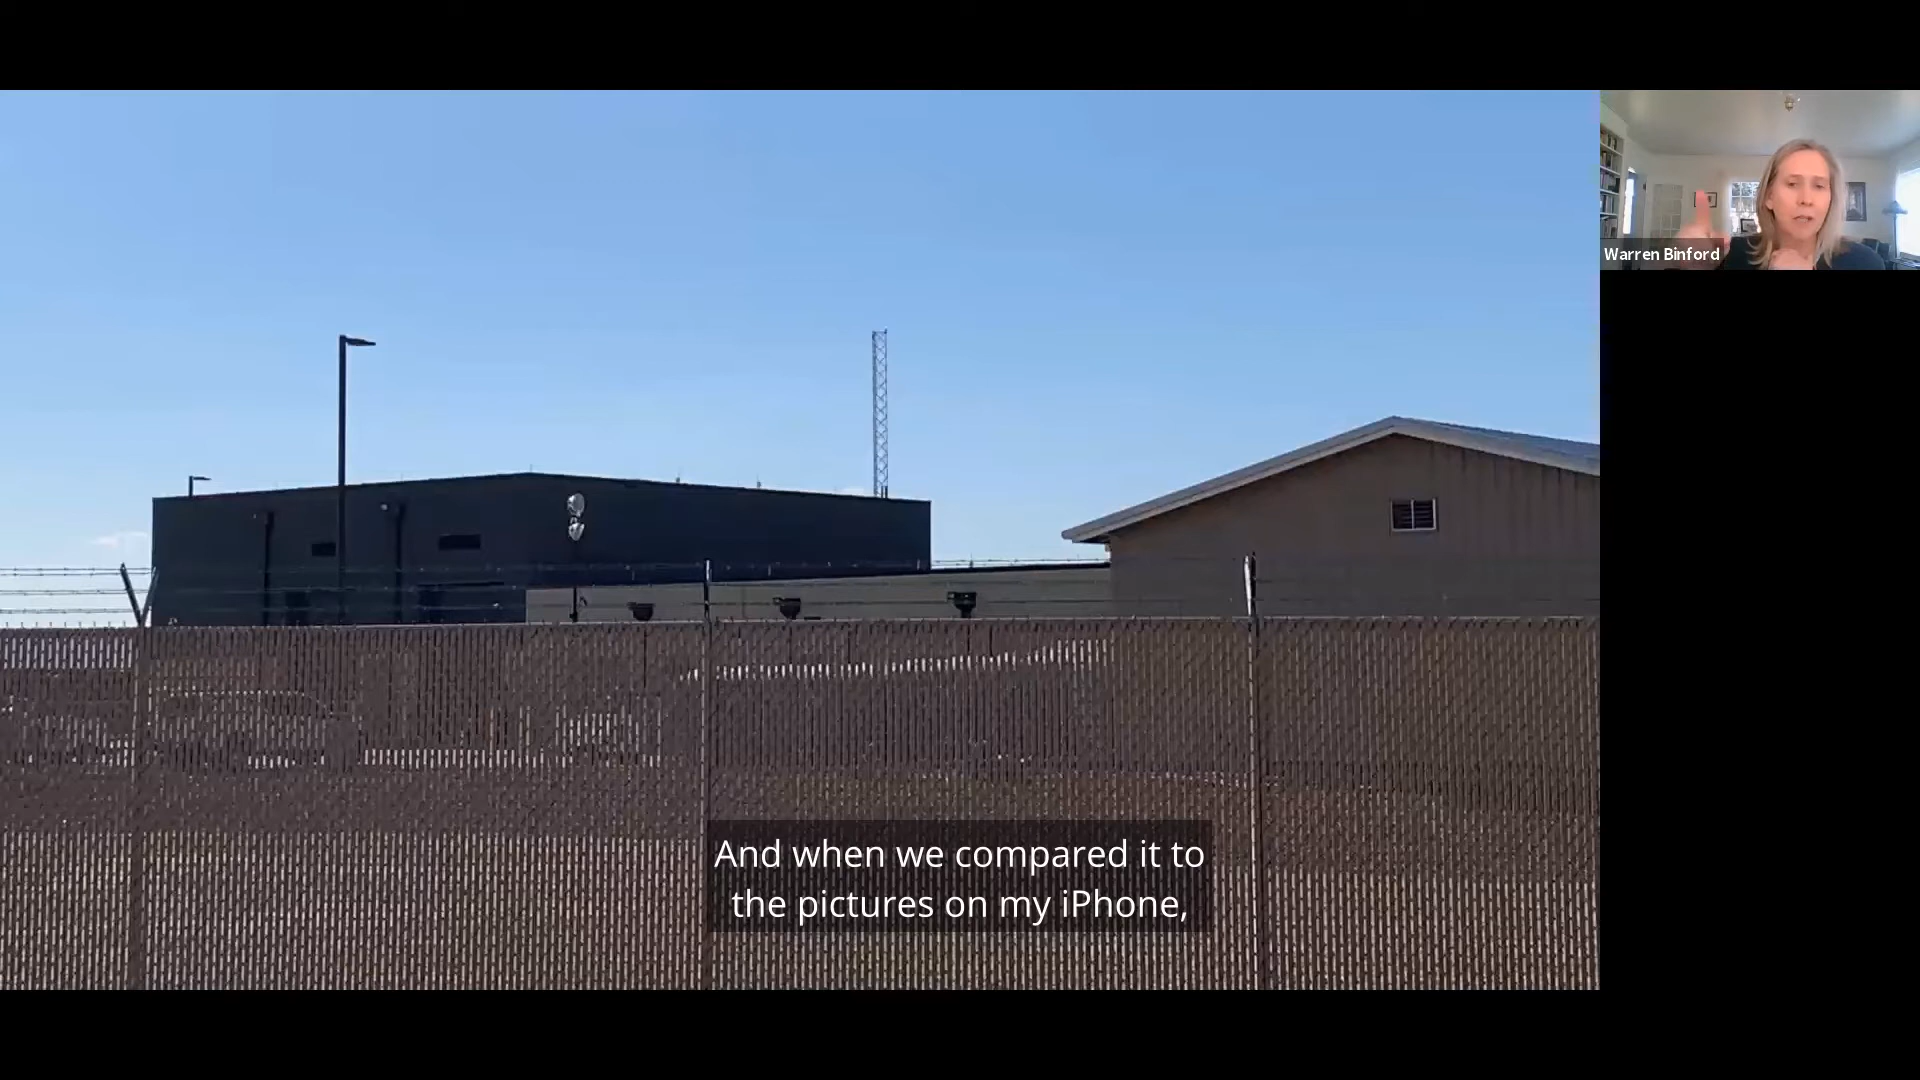 Warren Binford
And when we compared it to
the pictures on my iPhone,